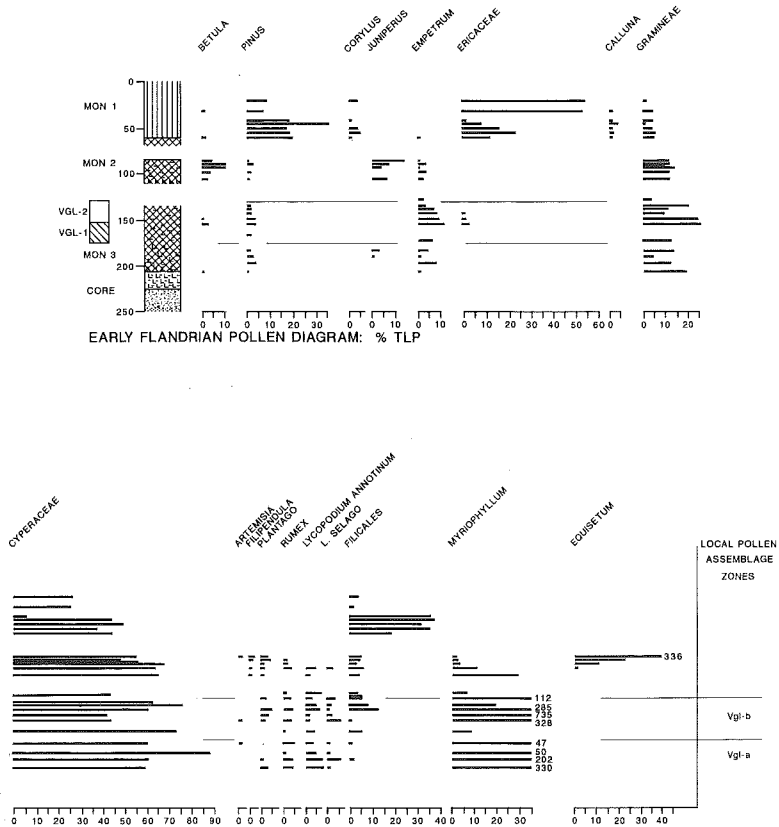 BETULA
PINUS
CORYLUS
JUNIPERUS
EMPETRUM
ERICACEAE
CALLUNA
GRAMINEAE
0
MON 1
50
MON 2
100
VGL-2
150
VGL-1
MON 3
200
CORE
250
0 10
0 10 20 30
0
0 10
0 10
0 10 20 30 40 50 60
0
0 10 20
EARLY FLANDRIAN POLLEN DIAGRAM: % TLP
CYPERACEAE
ARTEMISIA
FILIPENDULA
PLANTAGO
RUMEX
LYCOPODIUM ANNOTINUM
L. SELAGO
FILICALES
MYRIOPHYLLUM
EQUISETUM
LOCAL POLLEN
ASSEMBLAGE
ZONES
336
112
285
735
328
Vgl-b
47
50
202
330
Vgl-a
0 10 20 30 40 50 60 70 80 90
0
0
0
0
0
0
0 10 20 30
0 10 20 30
0 10 20 30 40